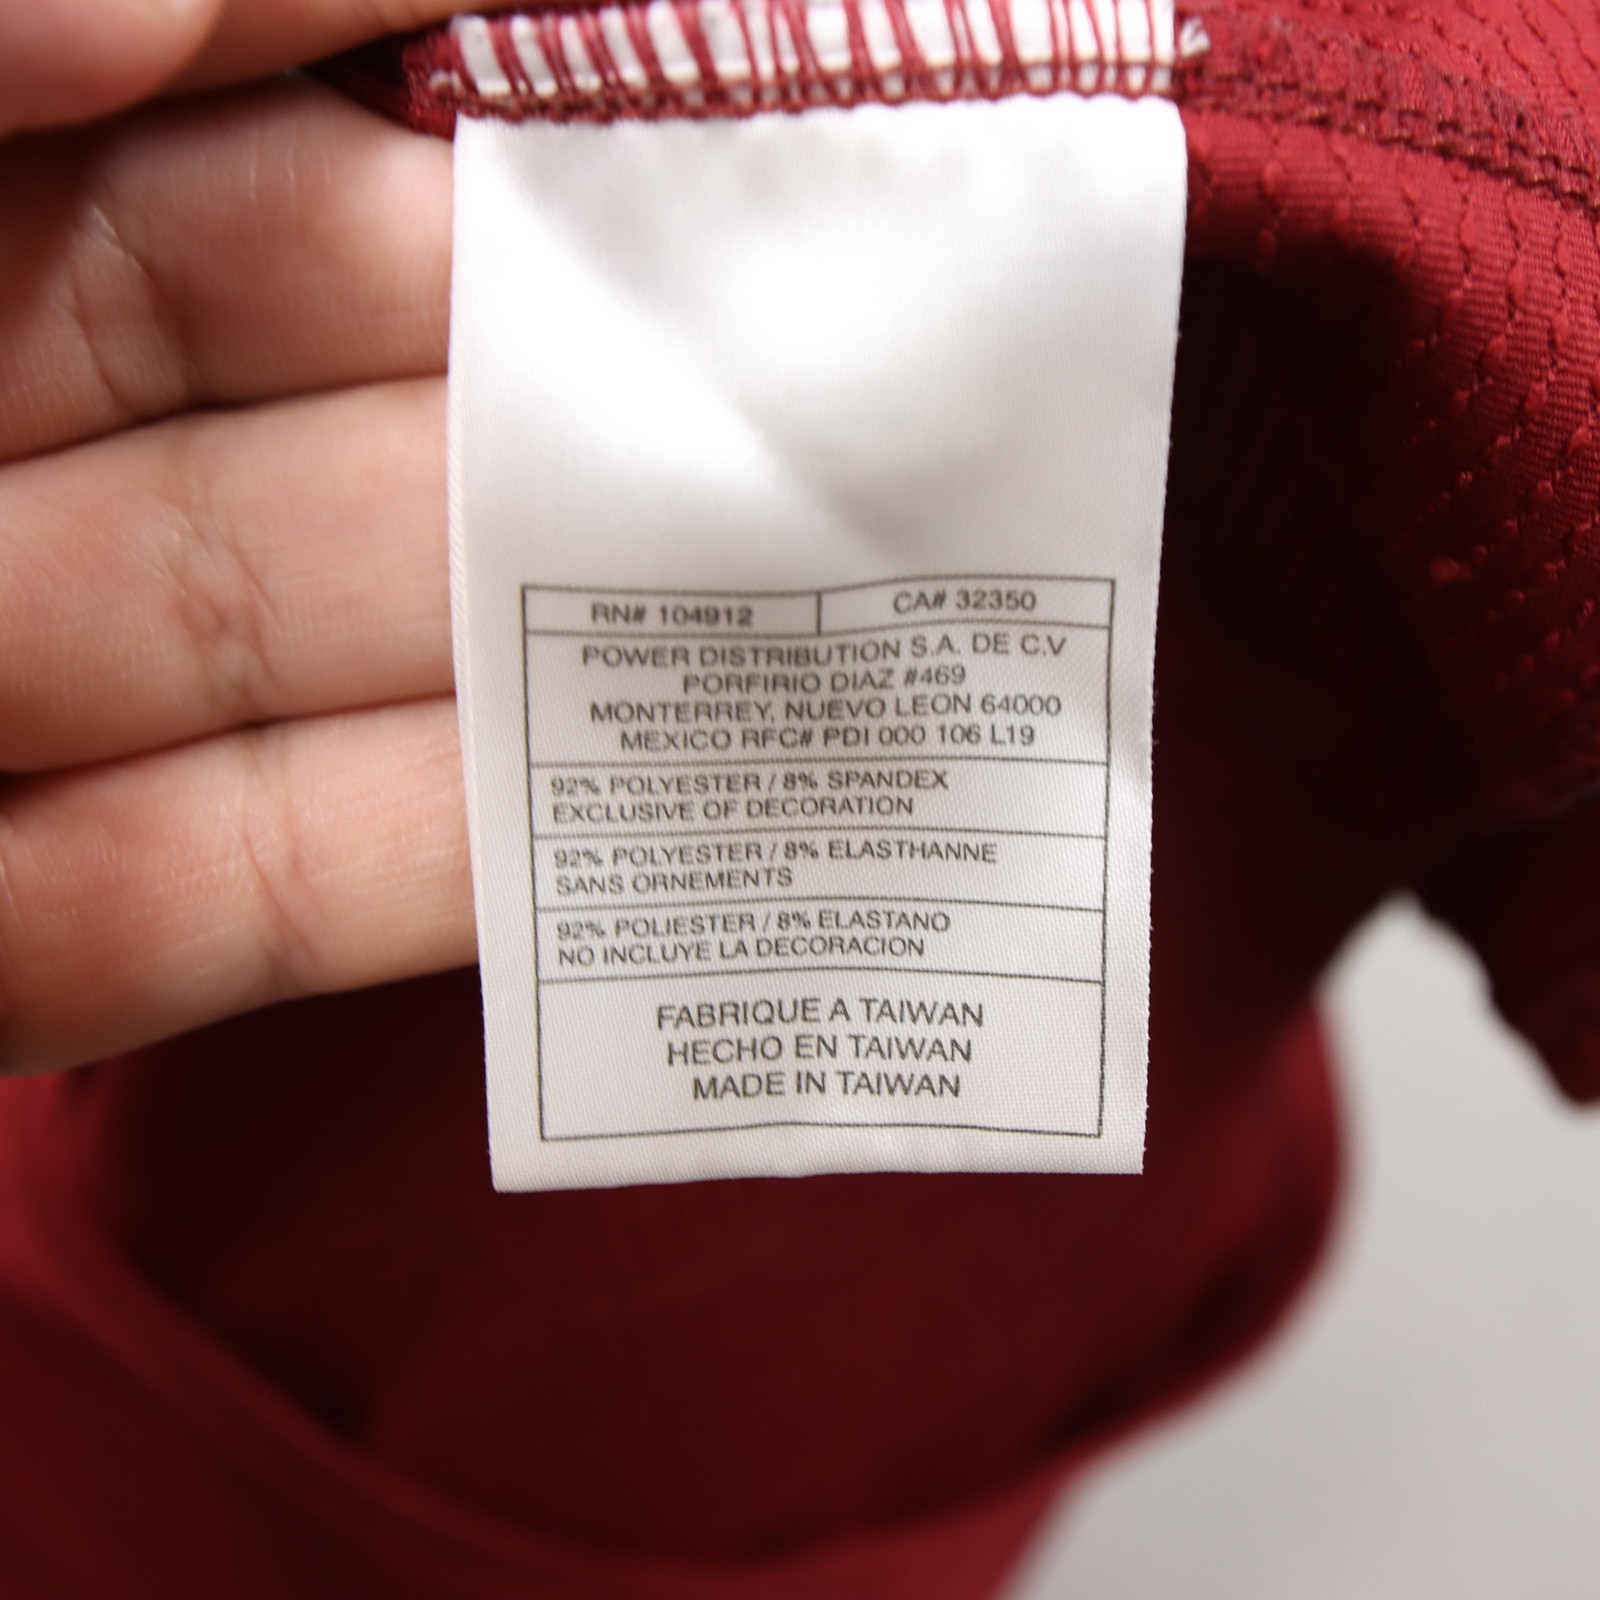 RN# 104912
CA# 32350
POWER DISTRIBUTION S.A. DE C.V
PORFIRIO DIAZ #469
MONTERREY, NUEVO LEON 64000
MEXICO RFC# PDI 000 106 L19
92% POLYESTER / 8% SPANDEX
EXCLUSIVE OF DECORATION
92% POLYESTER / 8% ELASTHANNE
SANS ORNEMENTS
92% POLIESTER / 8% ELASTANO
NO INCLUYE LA DECORACION
FABRIQUE A TAIWAN
HECHO EN TAIWAN
MADE IN TAIWAN